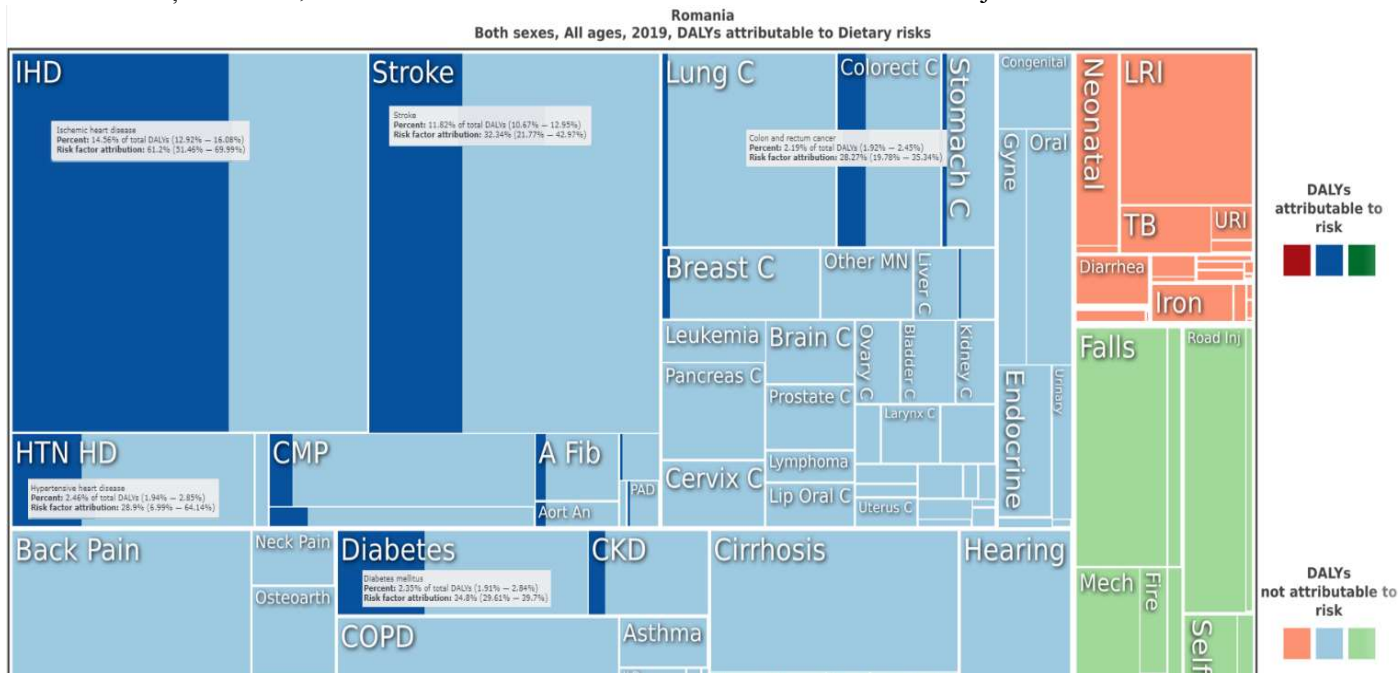 Romania
Both sexes, All ages, 2019, DALYs attributable to Dietary risks
IHD
Ischemic heart disease
Percent: 14.56% of total DALYs (12.92% – 16.08%)
Risk factor attribution: 61.2% (31.46% – 69.99%)
Stroke
Stroke
Percent: 11.82% of total DALYs (10.67% – 12.95%)
Risk factor attribution: 32.34% (21.77% – 42.97%)
Lung C
Colorect C
Colon and rectum cancer
Percent: 2.19% of total DALYs (1.92% – 2.45%)
Risk factor attribution: 28.27% (19.78% – 35.34%)
Stomach C
Congenital
Gyne
Oral
Neonatal
LRI
TB
URI
Breast C
Other MN
Liver C
Diarrhea
Iron
Leukemia
Brain C
Ovary C
Bladder C
Kidney C
Pancreas C
Prostate C
Larynx C
Endocrine
Urinary
Falls
Road Inj
HTN HD
Hypertensive heart disease
Percent: 2.46% of total DALYs (1.94% – 2.85%)
Risk factor attribution: 28.9% (6.99% – 64.14%)
CMP
A Fib
Aort An
PAD
Cervix C
Lymphoma
Lip Oral C
Uterus C
Back Pain
Neck Pain
Osteoarth
Diabetes
Diabetes mellitus
Percent: 2.35% of total DALYs (1.91% – 2.84%)
Risk factor attribution: 34.8% (29.61% – 39.7%)
CKD
Cirrhosis
Hearing
COPD
Asthma
Mech
Fire
Self
DALYs
attributable to
risk
DALYs
not attributable to
risk